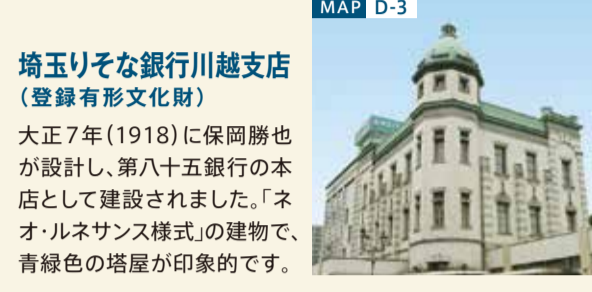 MAP D-3
埼玉りそな銀行川越支店
（登録有形文化財）
大正7年(1918)に保岡勝也
が設計し、第八十五銀行の本
店として建設されました。「ネ
オ・ルネサンス様式」の建物で、
青緑色の塔屋が印象的です。